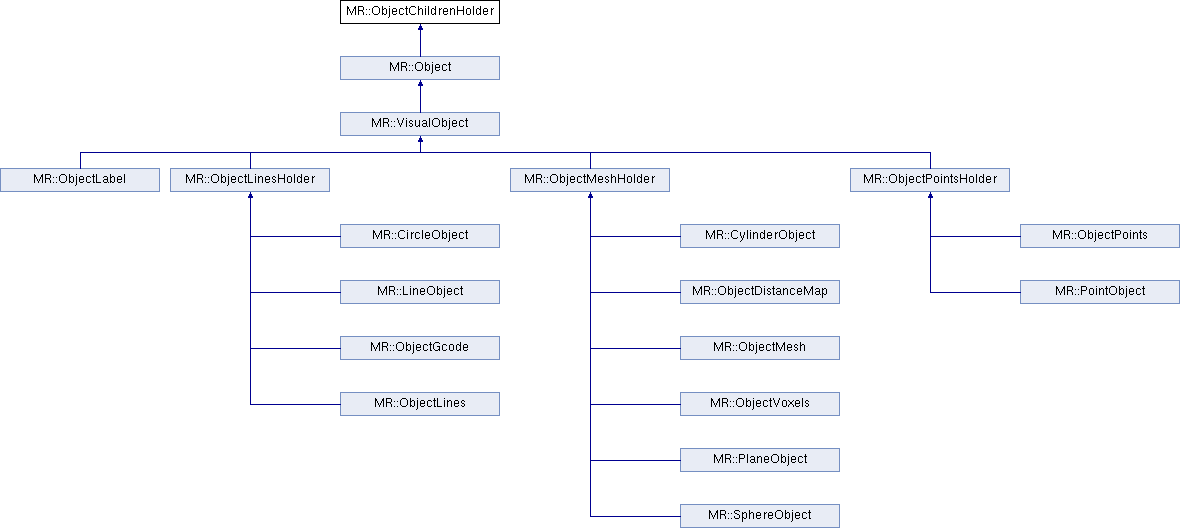 MR::ObjectChildrenHolder
MR::Object
MR::VisualObject
MR::ObjectLabel
MR::ObjectLinesHolder
MR::ObjectMeshHolder
MR::ObjectPointsHolder
MR::CircleObject
MR::CylinderObject
MR::ObjectPoints
MR::LineObject
MR::ObjectDistanceMap
MR::PointObject
MR::ObjectGcode
MR::ObjectMesh
MR::ObjectLines
MR::ObjectVoxels
MR::PlaneObject
MR::SphereObject